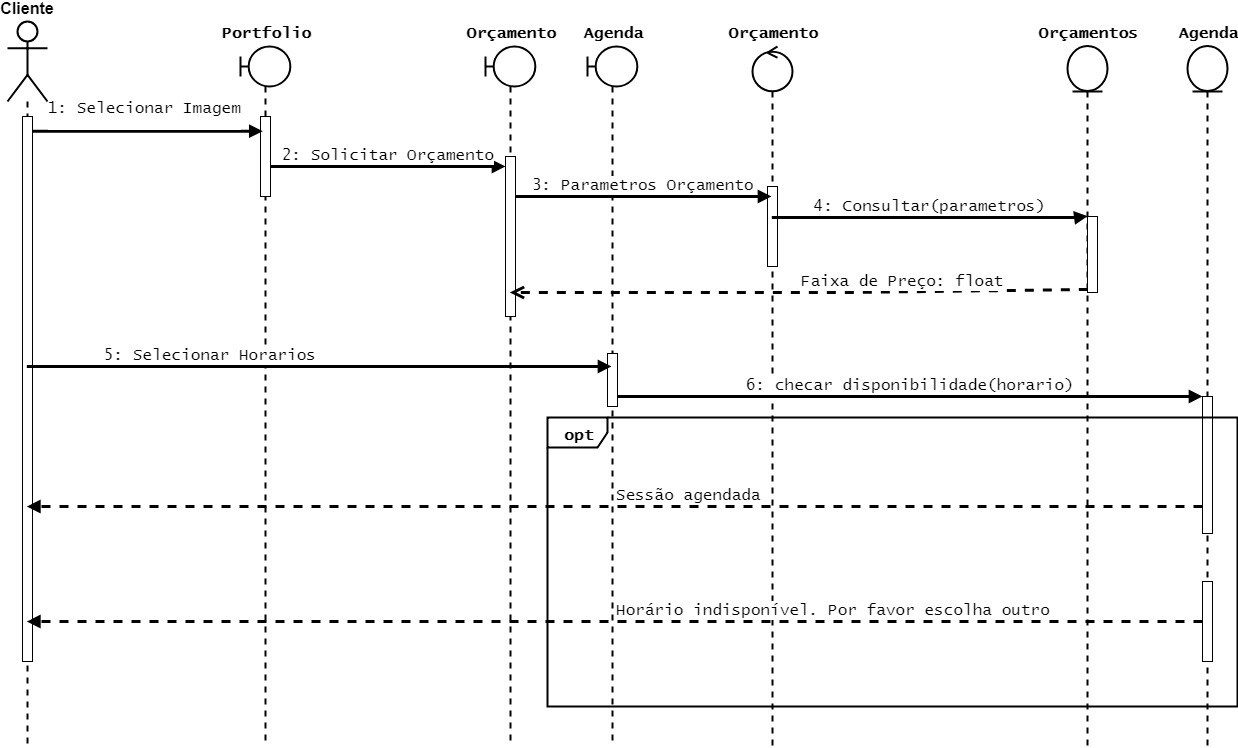 Cliente
Portfolio
Orçamento
Agenda
Orçamento
Orçamentos
Agenda
1: Selecionar Imagem
2: Solicitar Orçamento
3: Parametros Orçamento
4: Consultar(parametros)
Faixa de Preço: float
5: Selecionar Horarios
6: checar disponibilidade(horario)
opt
Sessão agendada
Horário indisponível. Por favor escolha outro